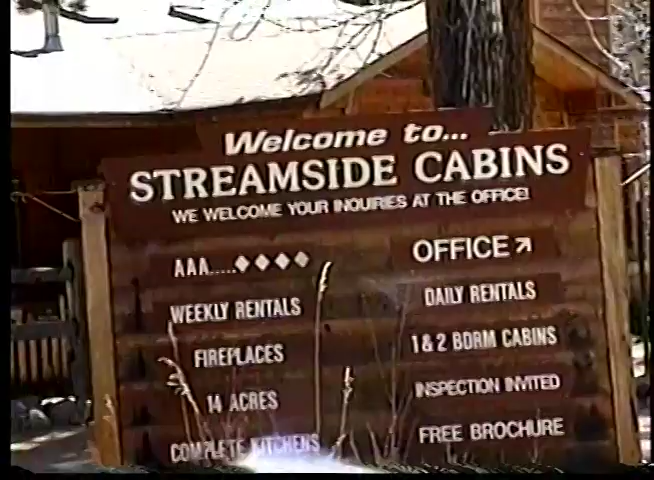 Welcome to...
STREAMSIDE CABINS
WE WELCOME YOUR INQUIRIES AT THE OFFICE!
AAA.....◆◆◆◆
OFFICE ↗
WEEKLY RENTALS
DAILY RENTALS
FIREPLACES
1 & 2 BDRM CABINS
14 ACRES
INSPECTION INVITED
COMPLETE KITCHENS
FREE BROCHURE